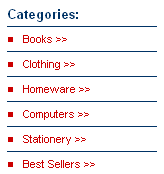 Categories:
Books >>
Clothing >>
Homeware >>
Computers >>
Stationery >>
Best Sellers >>